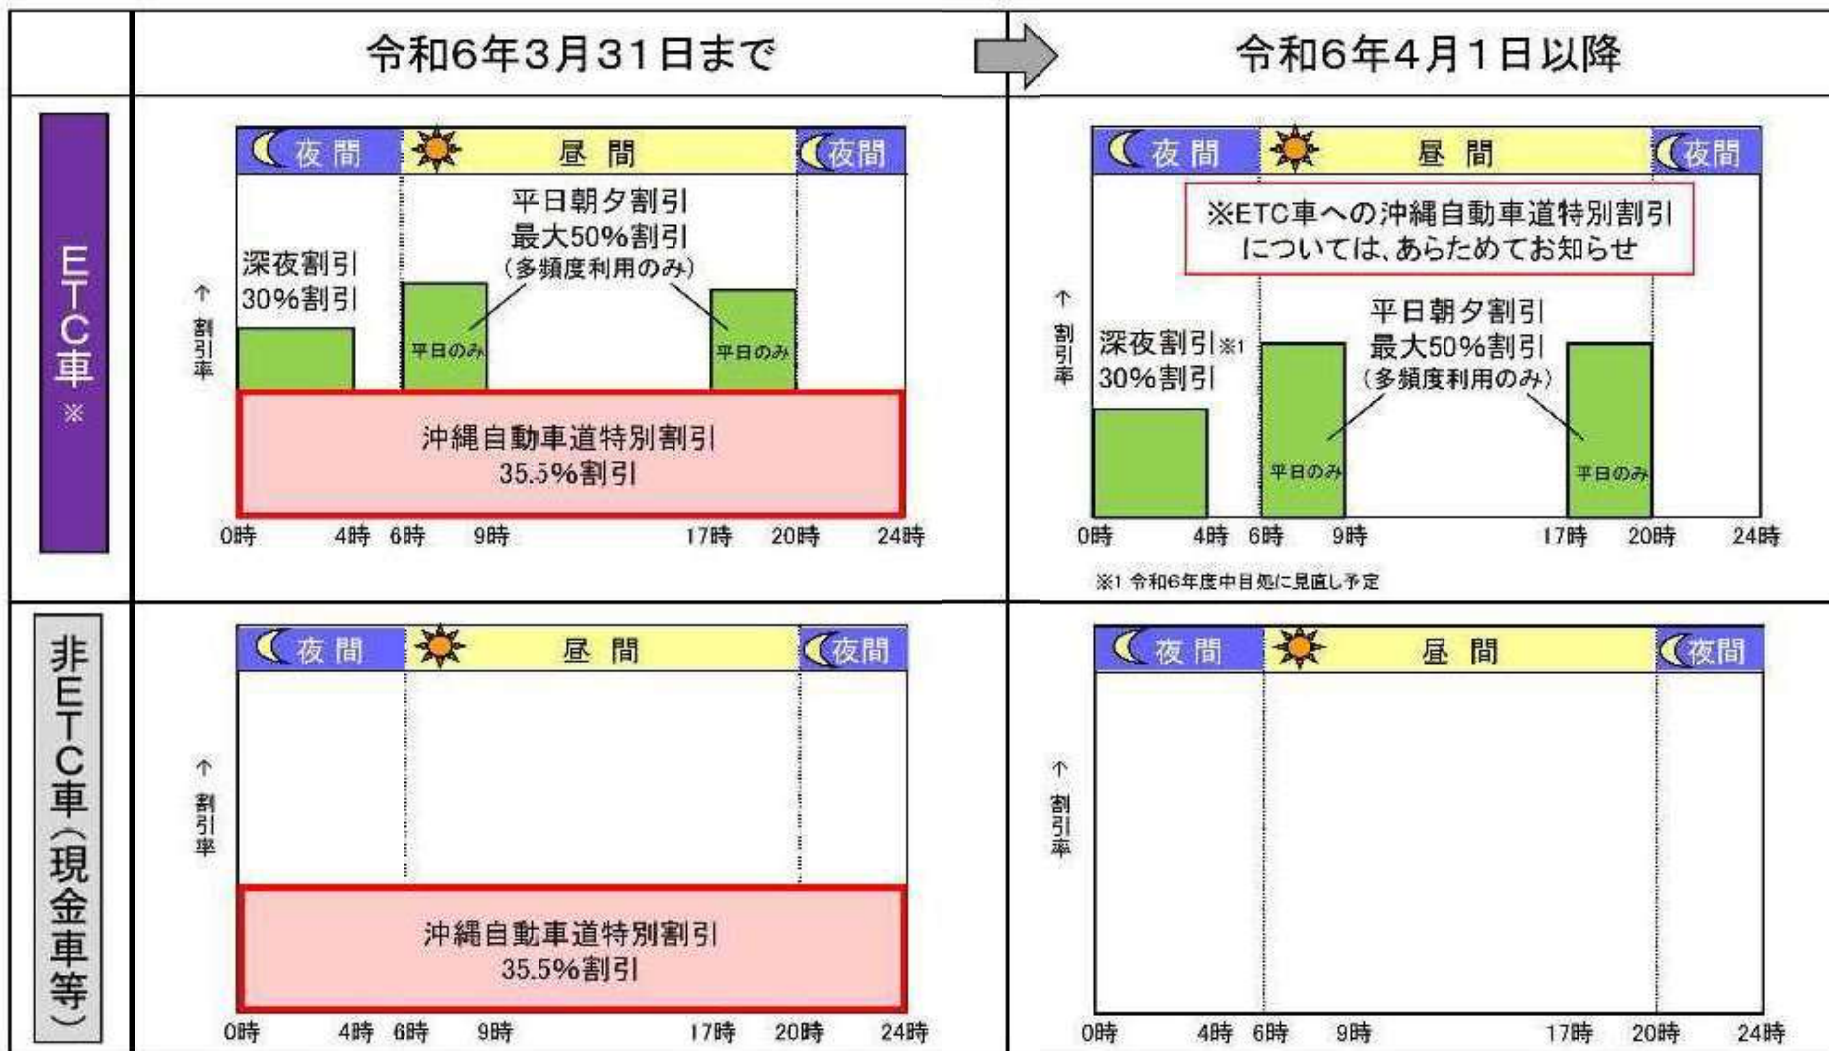 令和6年3月31日まで
令和6年4月1日以降
ETC車※
夜間
昼間
夜間
平日朝夕割引
最大50%割引
(多頻度利用のみ)
深夜割引
30%割引
↑割引率
平日のみ
平日のみ
沖縄自動車道特別割引
35.5%割引
0時 4時 6時 9時 17時 20時 24時
夜間
昼間
夜間
※ETC車への沖縄自動車道特別割引
については、あらためてお知らせ
↑割引率
深夜割引※1
30%割引
平日朝夕割引
最大50%割引
(多頻度利用のみ)
平日のみ
平日のみ
0時 4時 6時 9時 17時 20時 24時
※1 令和6年度中目処に見直し予定
非ETC車(現金車等)
夜間
昼間
夜間
↑割引率
沖縄自動車道特別割引
35.5%割引
0時 4時 6時 9時 17時 20時 24時
夜間
昼間
夜間
↑割引率
0時 4時 6時 9時 17時 20時 24時